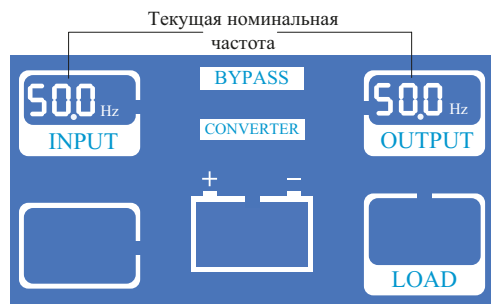 Текущая номинальная
частота
50.0 Hz
BYPASS
50.0 Hz
INPUT
CONVERTER
OUTPUT
+ −
LOAD